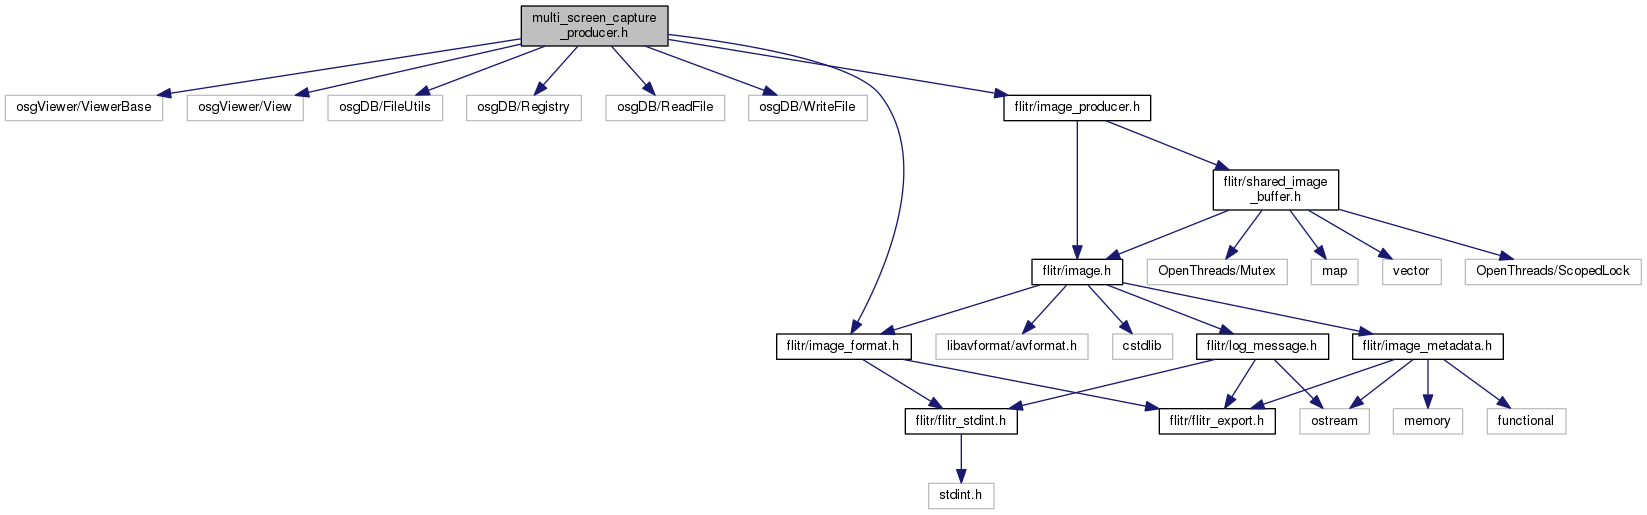 multi_screen_capture
_producer.h
osgViewer/ViewerBase
osgViewer/View
osgDB/FileUtils
osgDB/Registry
osgDB/ReadFile
osgDB/WriteFile
flitr/image_producer.h
flitr/shared_image
_buffer.h
flitr/image.h
OpenThreads/Mutex
map
vector
OpenThreads/ScopedLock
flitr/image_format.h
libavformat/avformat.h
cstdlib
flitr/log_message.h
flitr/image_metadata.h
flitr/flitr_stdint.h
flitr/flitr_export.h
ostream
memory
functional
stdint.h